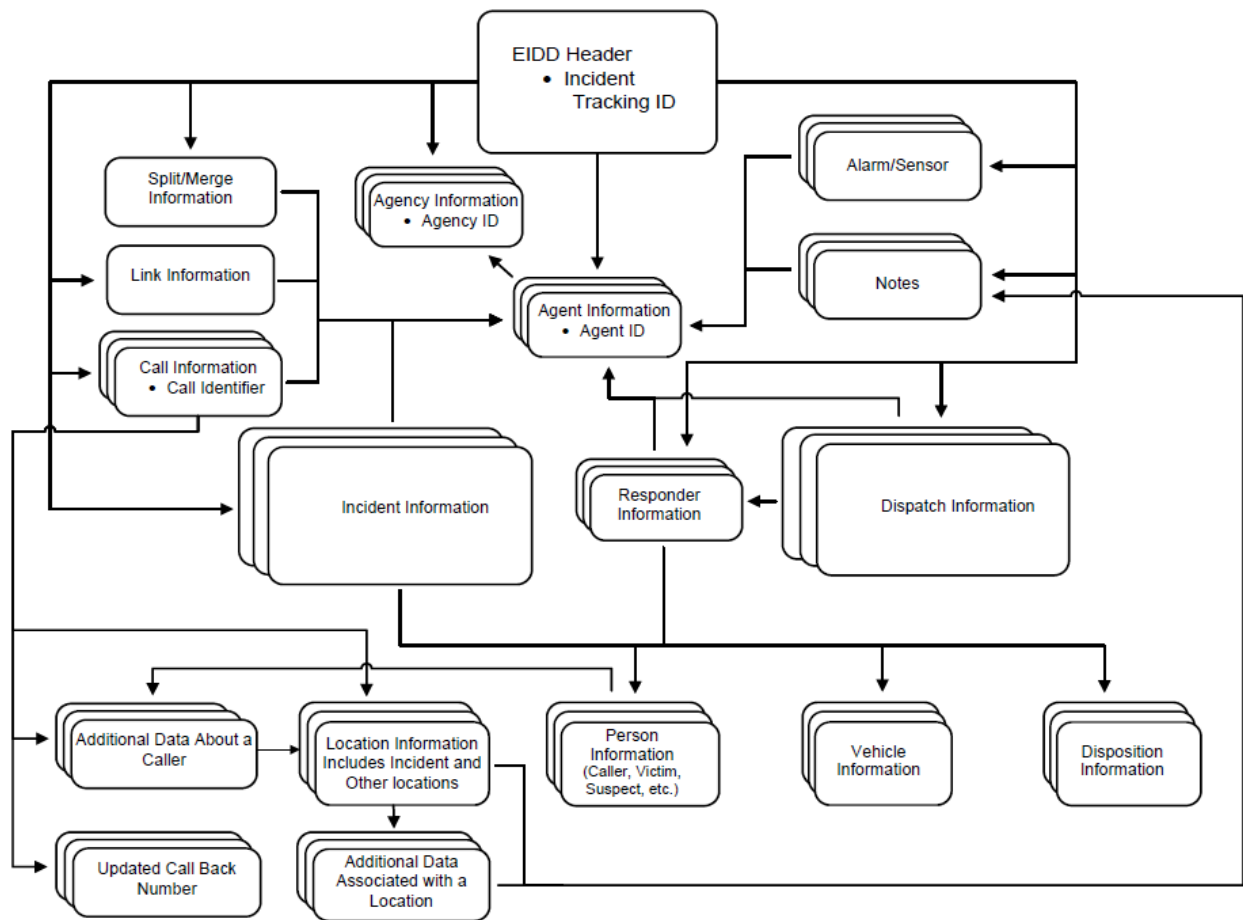 EIDD Header
• Incident
Tracking ID
Split/Merge
Information
Agency Information
• Agency ID
Alarm/Sensor
Link Information
Notes
Agent Information
• Agent ID
Call Information
• Call Identifier
Incident Information
Responder
Information
Dispatch Information
Additional Data About a
Caller
Location Information
Includes Incident and
Other locations
Person
Information
(Caller, Victim,
Suspect, etc.)
Vehicle
Information
Disposition
Information
Updated Call Back
Number
Additional Data
Associated with a
Location